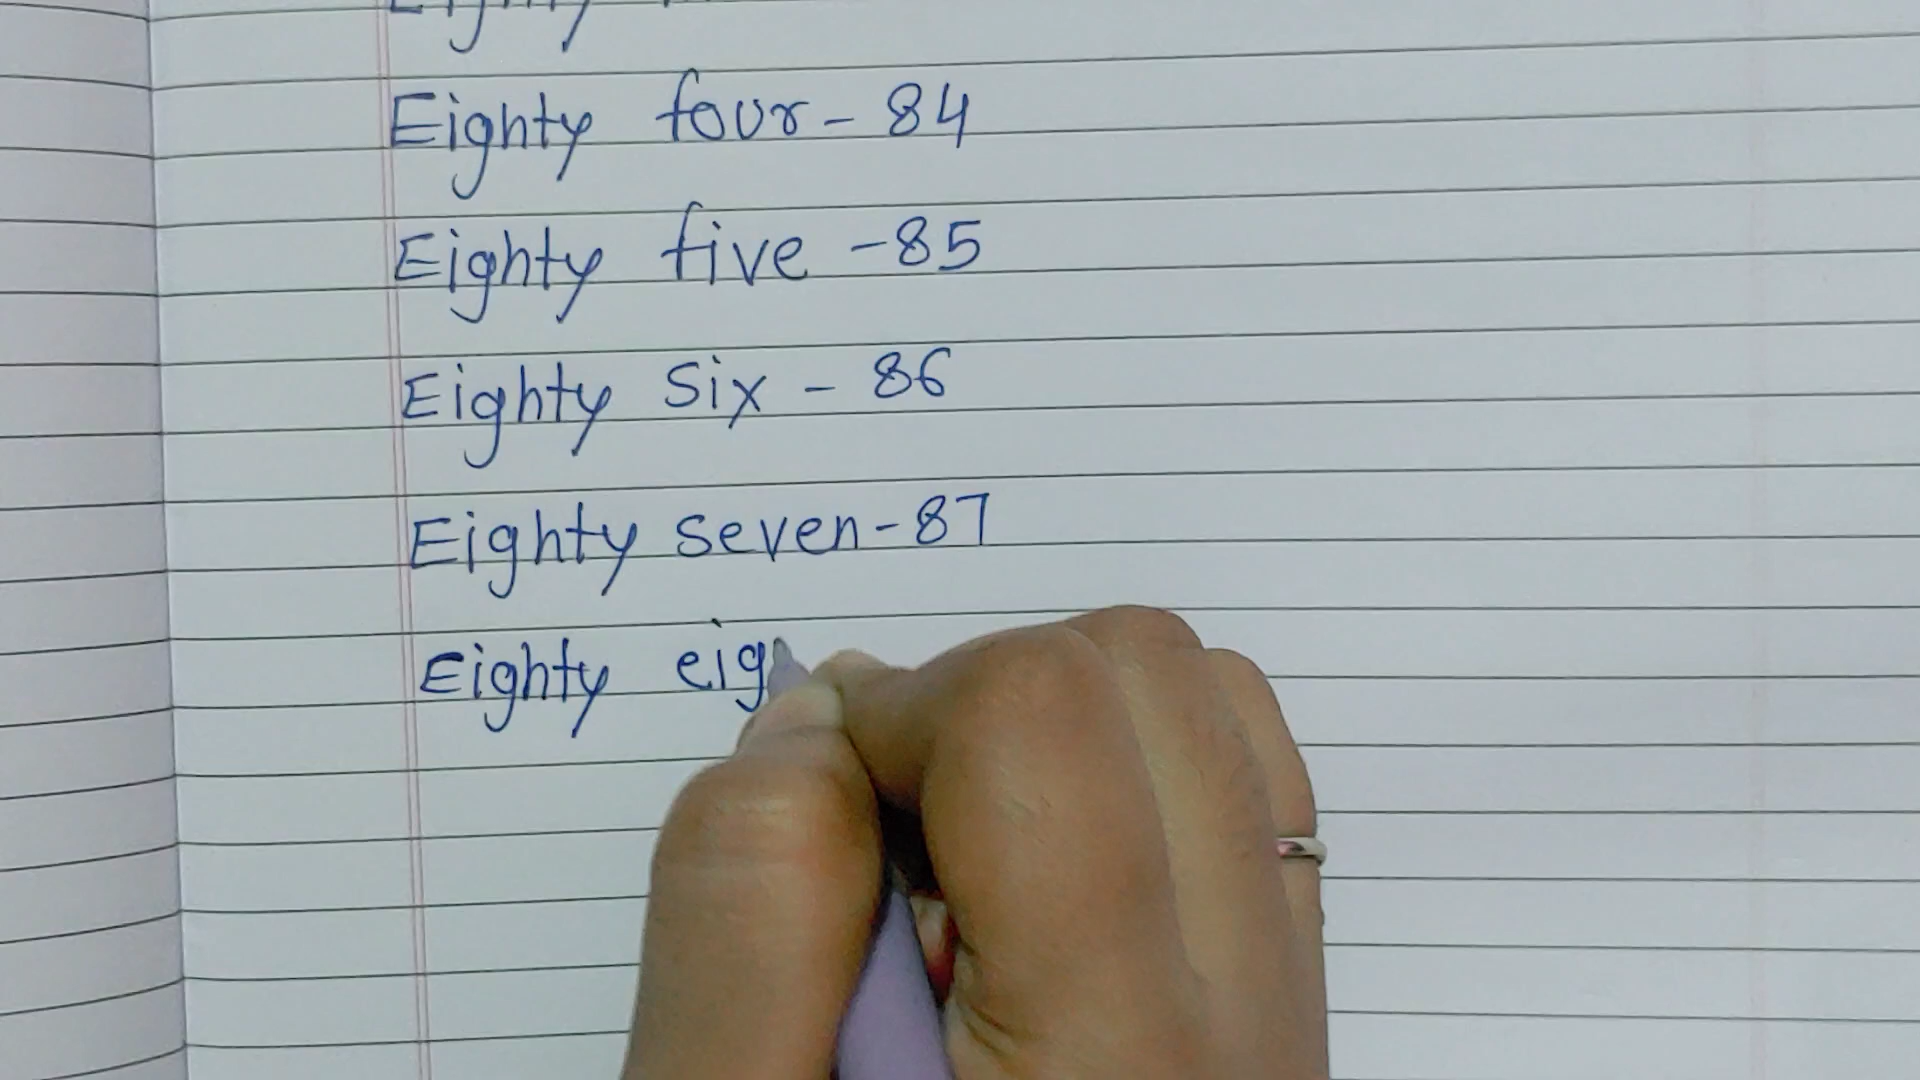 Eighty four - 84
Eighty five - 85
Eighty Six - 86
Eighty seven - 87
Eighty eig